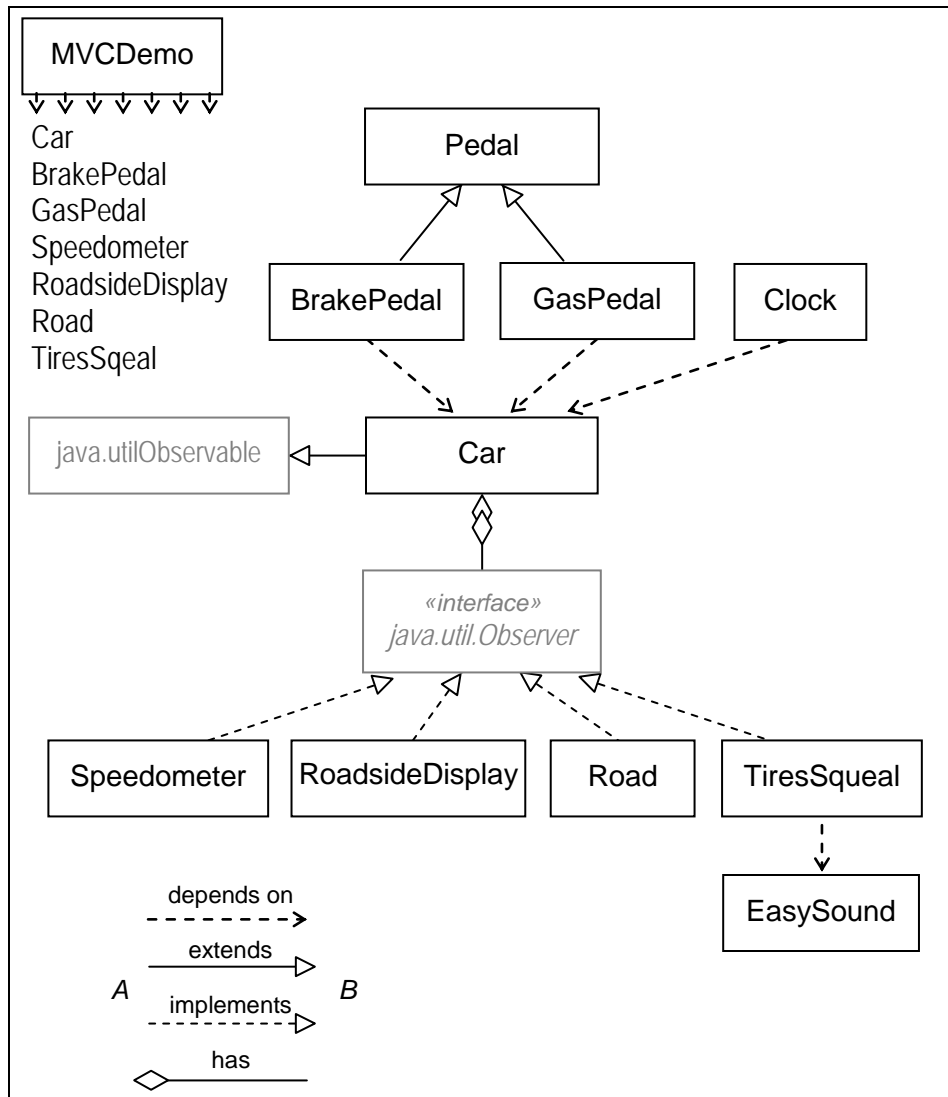 MVCDemo
Car
BrakePedal
GasPedal
Speedometer
RoadsideDisplay
Road
TiresSqeal
Pedal
BrakePedal
GasPedal
Clock
java.utilObservable
Car
«interface»
java.util.Observer
Speedometer
RoadsideDisplay
Road
TiresSqueal
EasySound
depends on
extends
A
B
implements
has